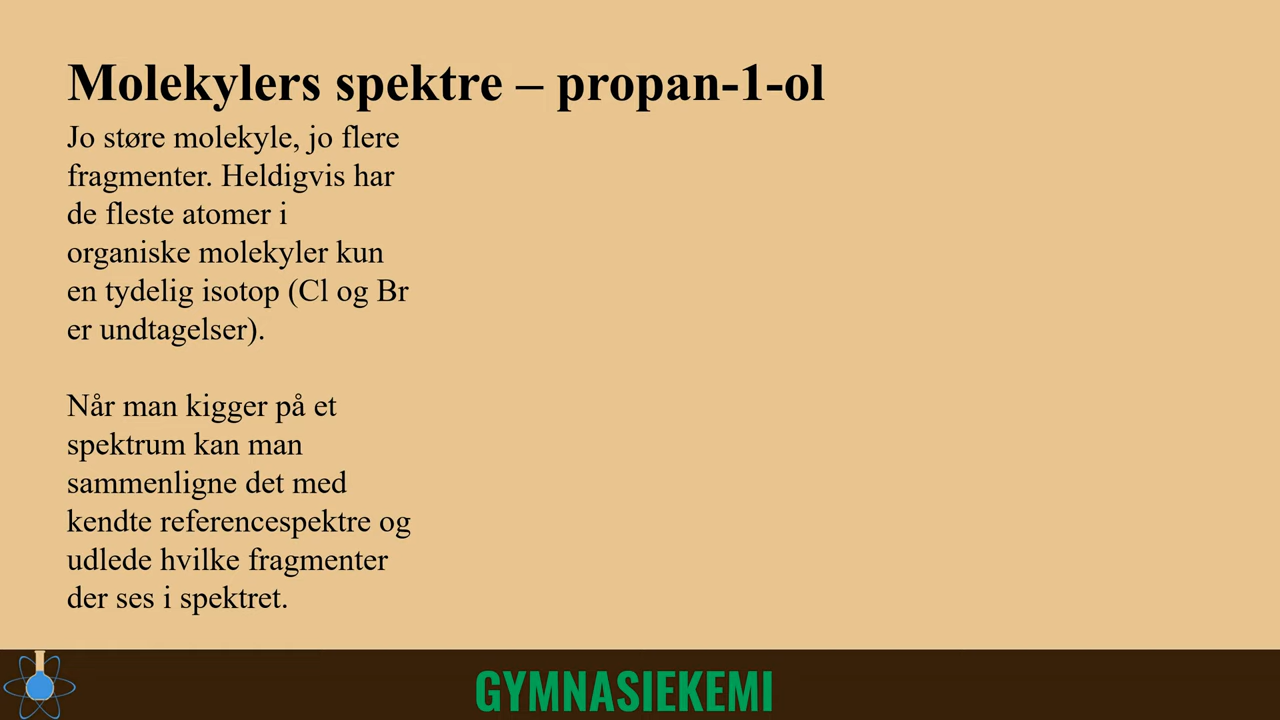 Molekylers spektre – propan-1-ol
Jo støre molekyle, jo flere
fragmenter. Heldigvis har
de fleste atomer i
organiske molekyler kun
en tydelig isotop (Cl og Br
er undtagelser).
Når man kigger på et
spektrum kan man
sammenligne det med
kendte referencespektre og
udlede hvilke fragmenter
der ses i spektret.
GYMNASIEKEMI